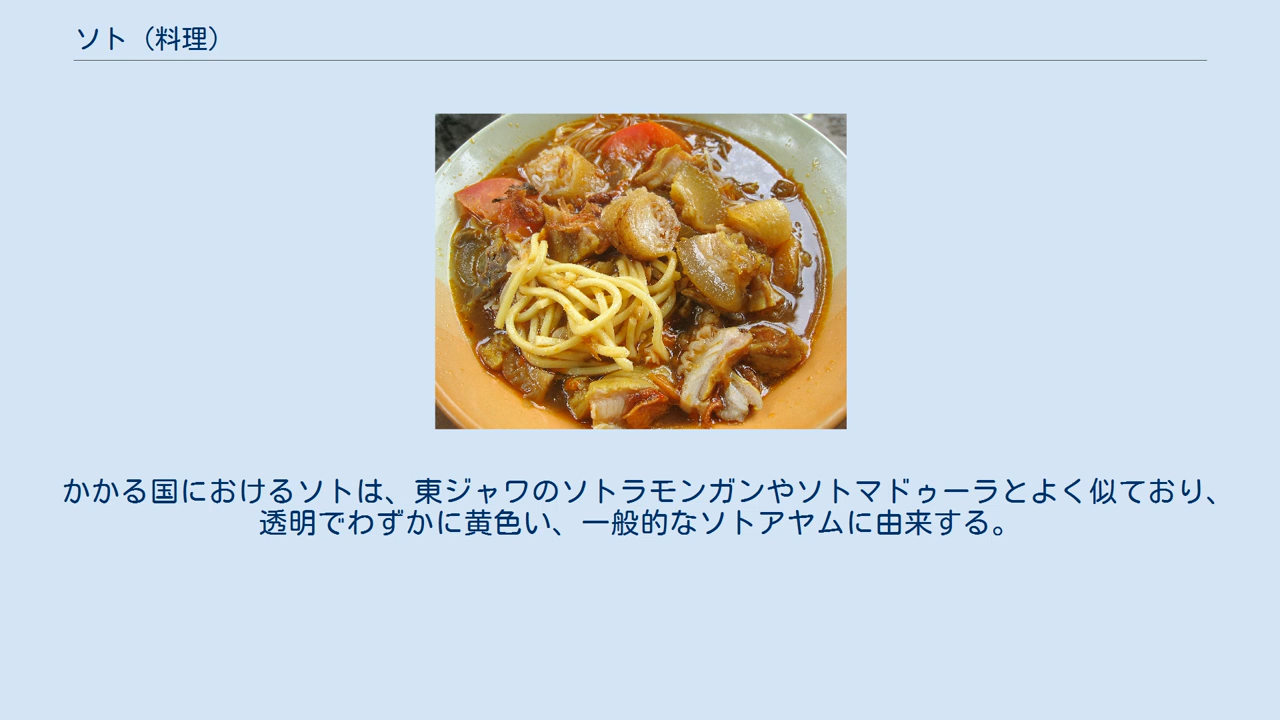 ソト（料理）
かかる国におけるソトは、東ジャワのソトラモンガンやソトマドゥーラとよく似ており、
透明でわずかに黄色い、一般的なソトアヤムに由来する。